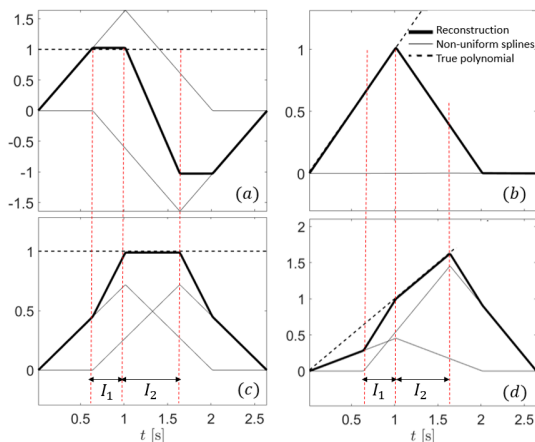 1.5
1
0.5
0
-0.5
-1
-1.5
(a)
1
0.5
0
Reconstruction
Non-uniform splines
True polynomial
(b)
1
0.5
0
I₁
I₂
(c)
0.5 1 1.5 2 2.5
t [s]
2
1.5
1
0.5
0
I₁
I₂
(d)
0.5 1 1.5 2 2.5
t [s]